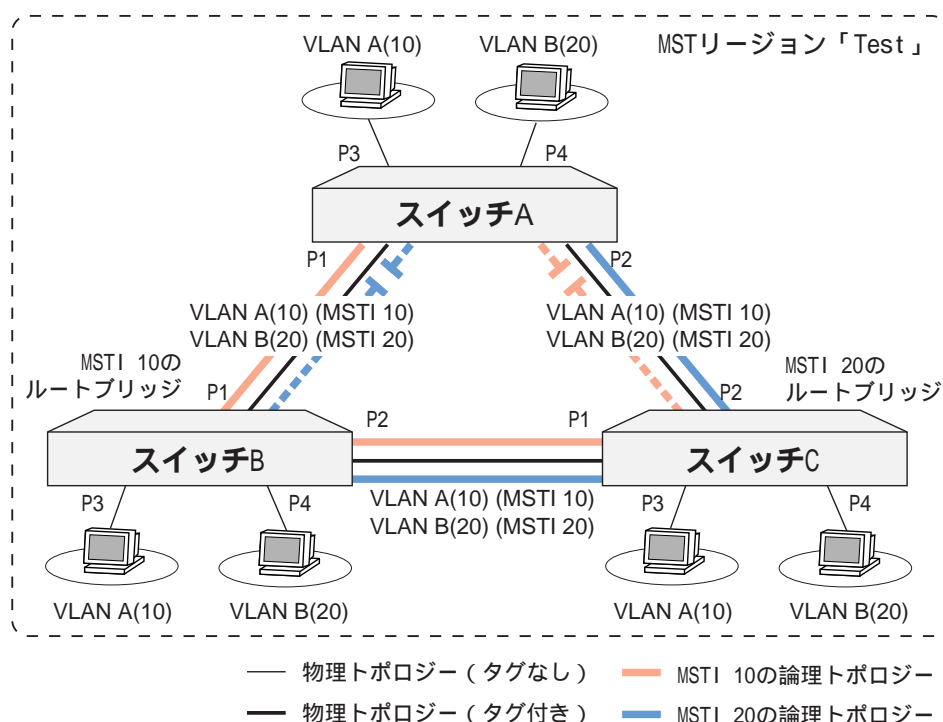 MSTリージョン「Test」
VLAN A(10)
VLAN B(20)
P3
P4
スイッチA
P1
P2
VLAN A(10) (MSTI 10)
VLAN B(20) (MSTI 20)
VLAN A(10) (MSTI 10)
VLAN B(20) (MSTI 20)
MSTI 10の
ルートブリッジ
MSTI 20の
ルートブリッジ
P1
P2
P2
P1
スイッチB
スイッチC
VLAN A(10) (MSTI 10)
VLAN B(20) (MSTI 20)
P3
P4
P3
P4
VLAN A(10)
VLAN B(20)
VLAN A(10)
VLAN B(20)
物理トポロジー(タグなし)
MSTI 10の論理トポロジー
物理トポロジー(タグ付き)
MSTI 20の論理トポロジー